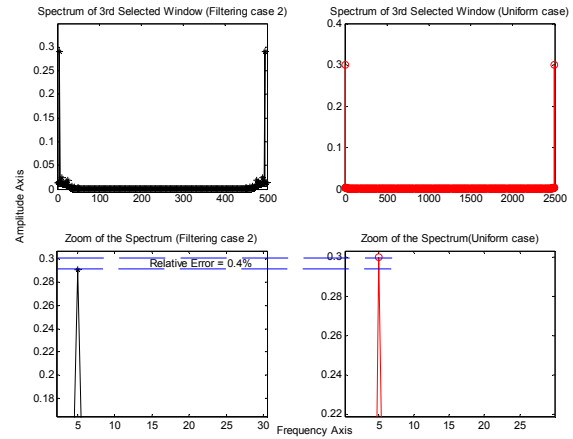 Spectrum of 3rd Selected Window (Filtering case 2)
Spectrum of 3rd Selected Window (Uniform case)
0.3
0.25
0.2
0.15
0.1
0.05
0
0 100 200 300 400 500
0.4
0.3
0.2
0.1
0
0 500 1000 1500 2000 2500
Amplitude Axis
Zoom of the Spectrum (Filtering case 2)
Zoom of the Spectrum(Uniform case)
Relative Error = 0.4%
0.3
0.28
0.26
0.24
0.22
0.2
0.18
5 10 15 20 25 30
0.3
0.28
0.26
0.24
0.22
5 10 15 20 25
Frequency Axis